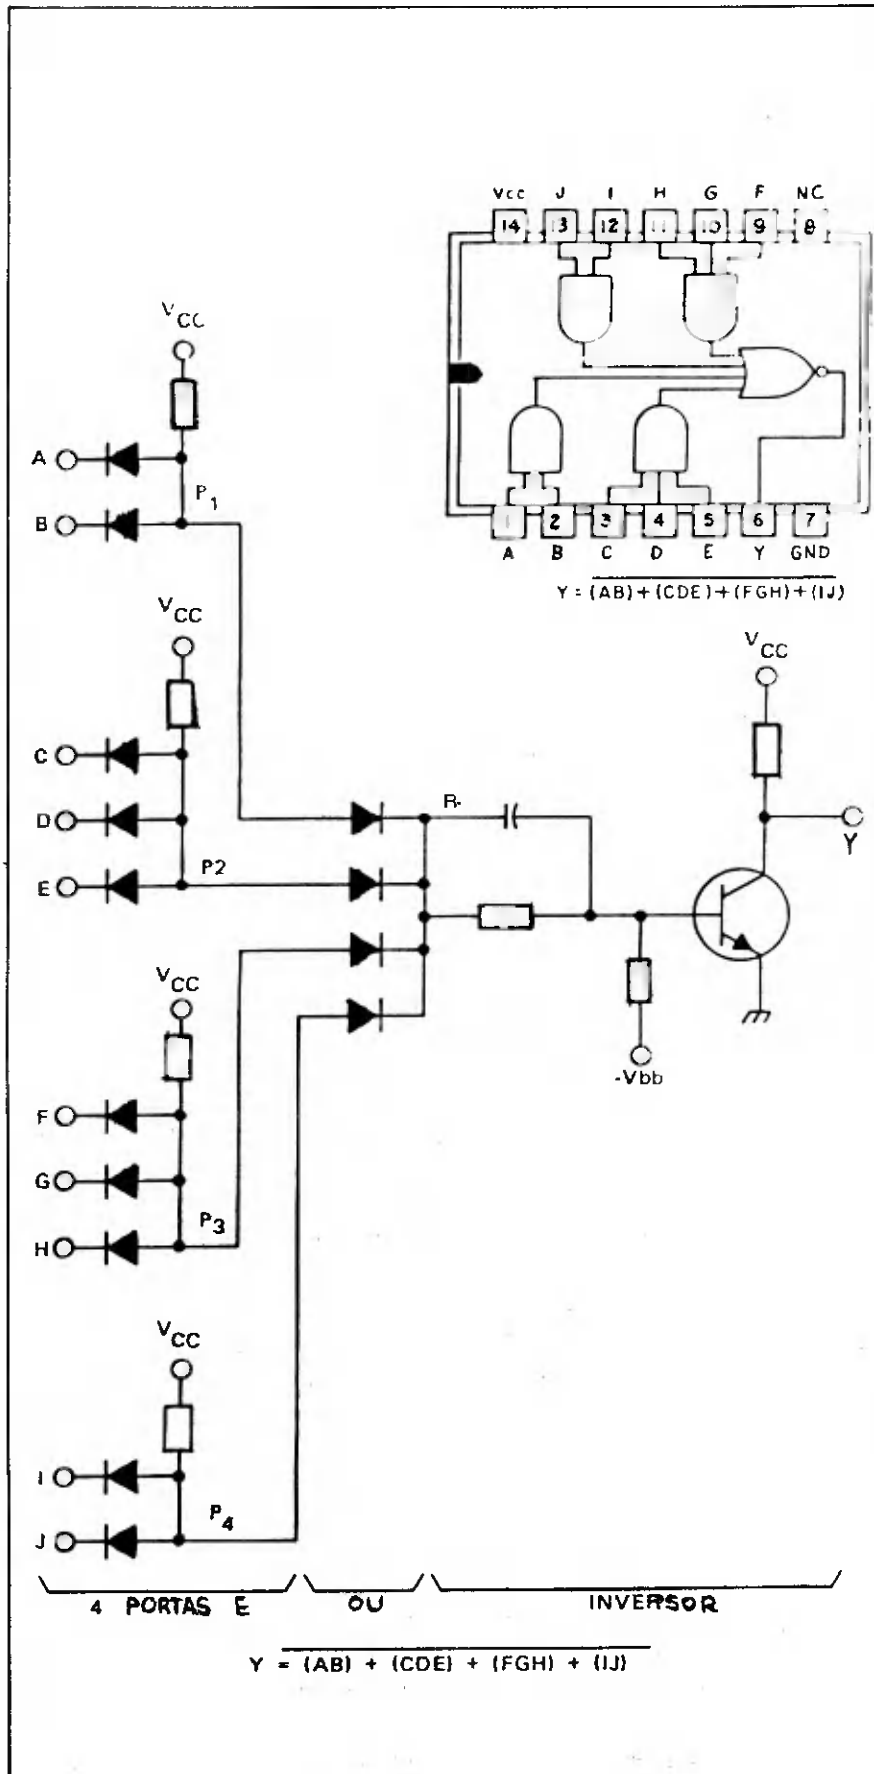 Vcc J I H G F NC
14 13 12 11 10 9 8
1 2 3 4 5 6 7
A B C D E Y GND
Y = (AB) + (CDE) + (FGH) + (IJ)
VCC
A
B
P1
VCC
C
D
E
P2
VCC
F
G
H
P3
VCC
I
J
P4
R
-Vbb
VCC
Y
4 PORTAS E
OU
INVERSOR
Y = (AB) + (CDE) + (FGH) + (IJ)